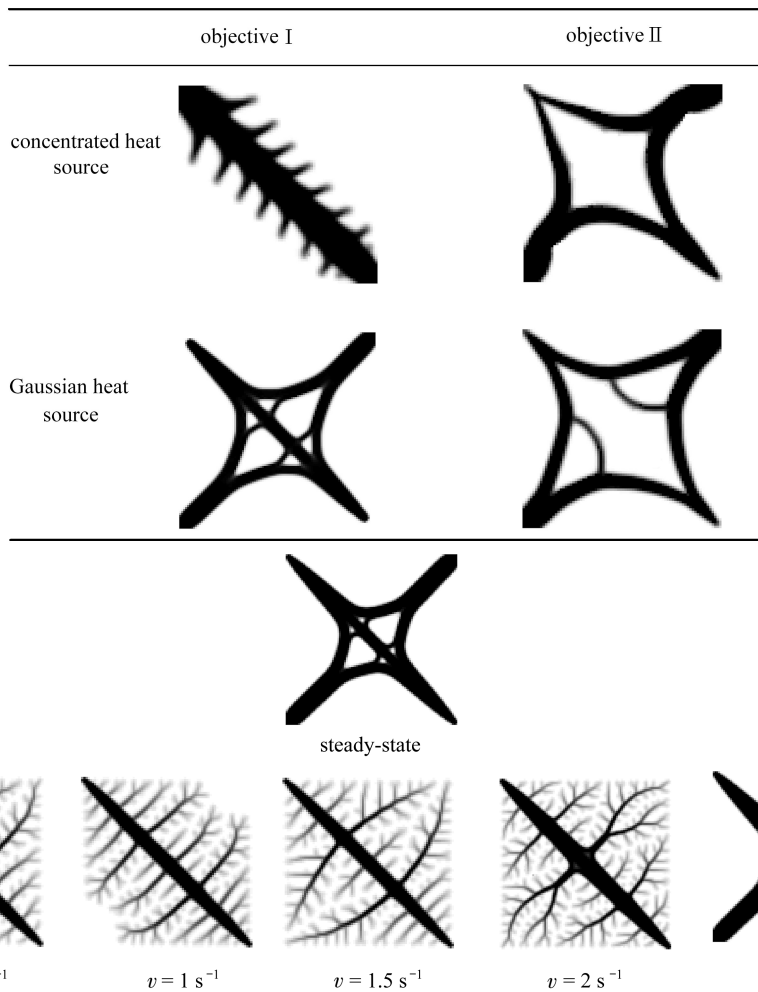 objective Ⅰ
objective Ⅱ
concentrated heat
source
Gaussian heat
source
steady-state
v = 1 s⁻¹
v = 1.5 s⁻¹
v = 2 s⁻¹